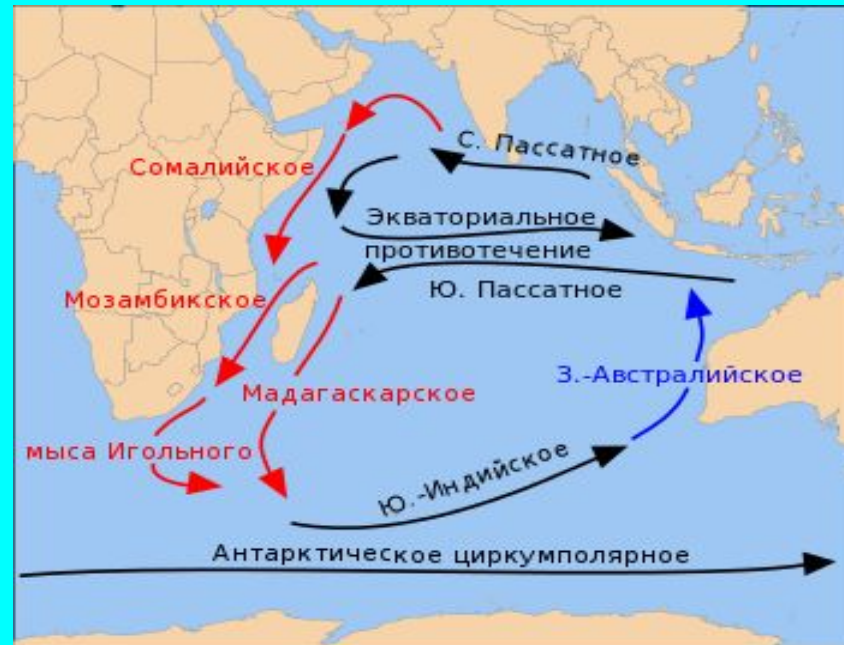 С. Пассатное
Сомалийское
Экваториальное
противотечение
Ю. Пассатное
Мозамбикское
З.-Австралийское
Мадагаскарское
мыса Игольного
Ю.-Индийское
Антарктическое циркумполярное